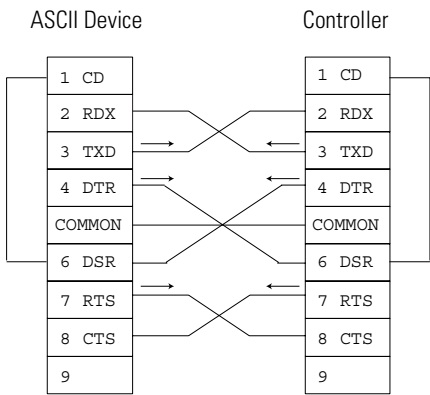 ASCII Device
Controller
1 CD
2 RDX
3 TXD
4 DTR
COMMON
6 DSR
7 RTS
8 CTS
9
1 CD
2 RDX
3 TXD
4 DTR
COMMON
6 DSR
7 RTS
8 CTS
9